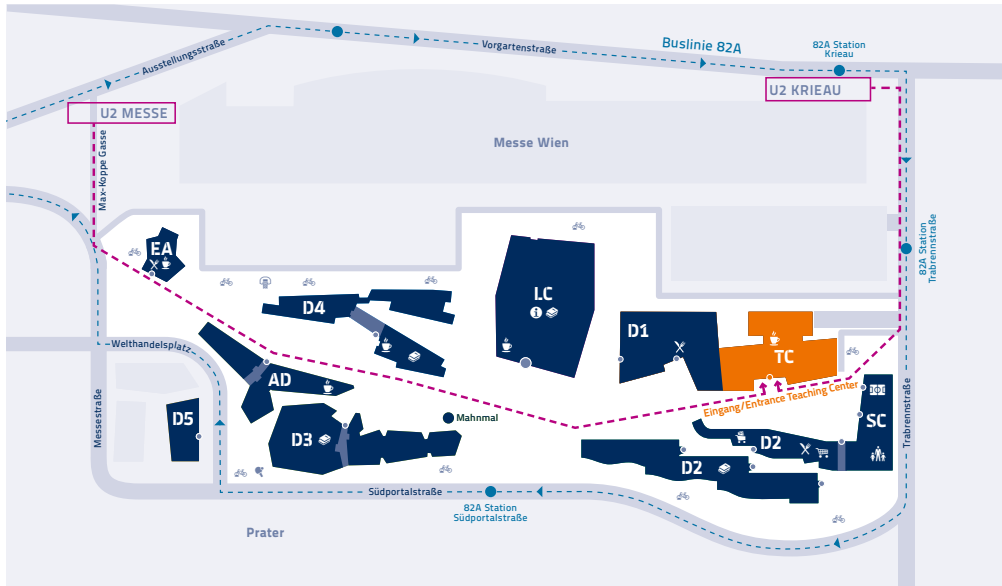 Buslinie 82A
82A Station
Krieau
Vorgartenstraße
Ausstellungsstraße
U2 MESSE
U2 KRIEAU
Messe Wien
Max-Koppe Gasse
82A Station
Trabrennstraße
EA
D4
LC
i
D1
TC
Welthandelsplatz
AD
Eingang/Entrance Teaching Center
SC
D5
D3
Mahnmal
D2
D2
Messestraße
Trabrennstraße
Südportalstraße
82A Station
Südportalstraße
Prater